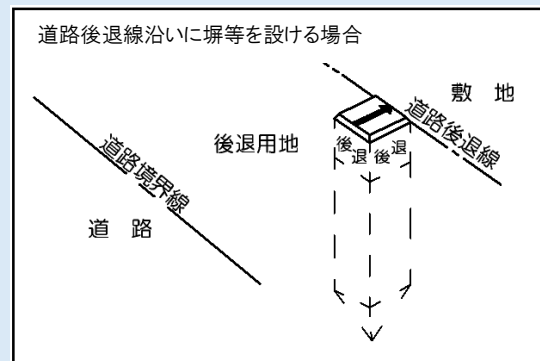 道路後退線沿いに塀等を設ける場合
敷 地
道路後退線
後退用地
後退
後退
道路境界線
道 路